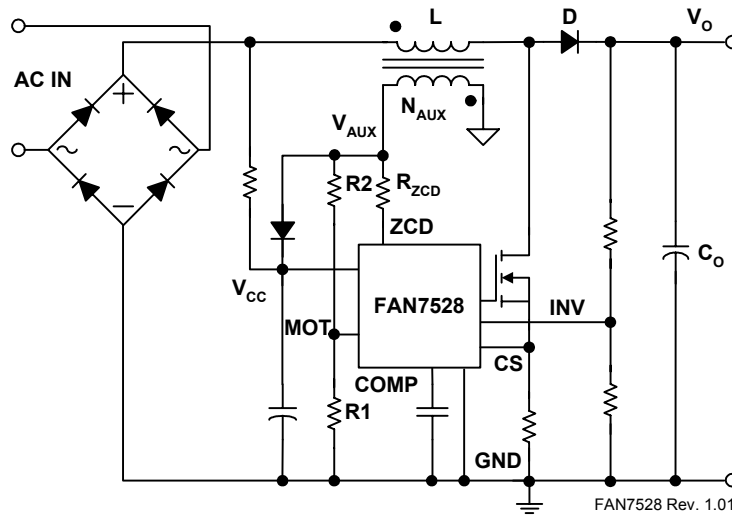 L D V_O
AC IN
+
N_AUX
V_AUX
~ ~
R2 R_ZCD
−
ZCD
C_O
V_CC
FAN7528 INV
MOT
CS
COMP
R1
GND
FAN7528 Rev. 1.01